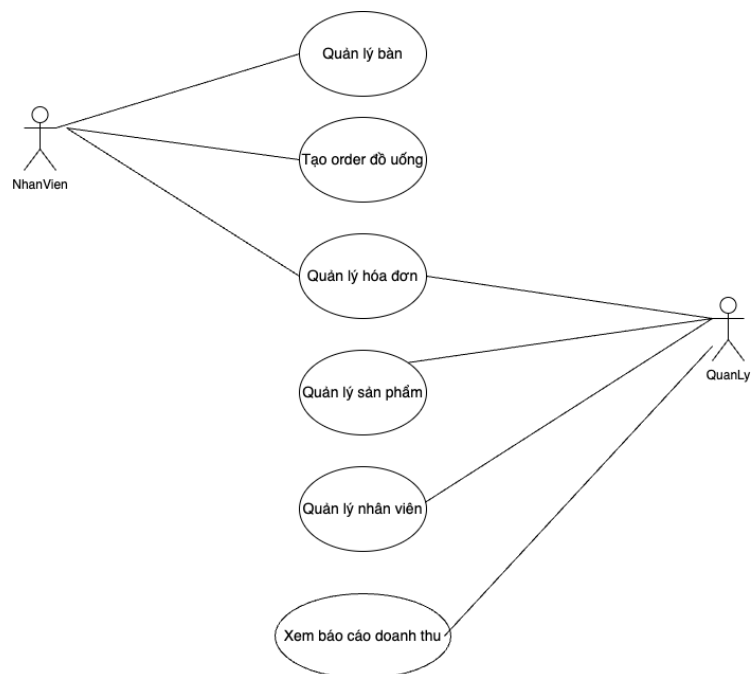 Quản lý bàn
NhanVien
Tạo order đồ uống
Quản lý hóa đơn
QuanLy
Quản lý sản phẩm
Quản lý nhân viên
Xem báo cáo doanh thu